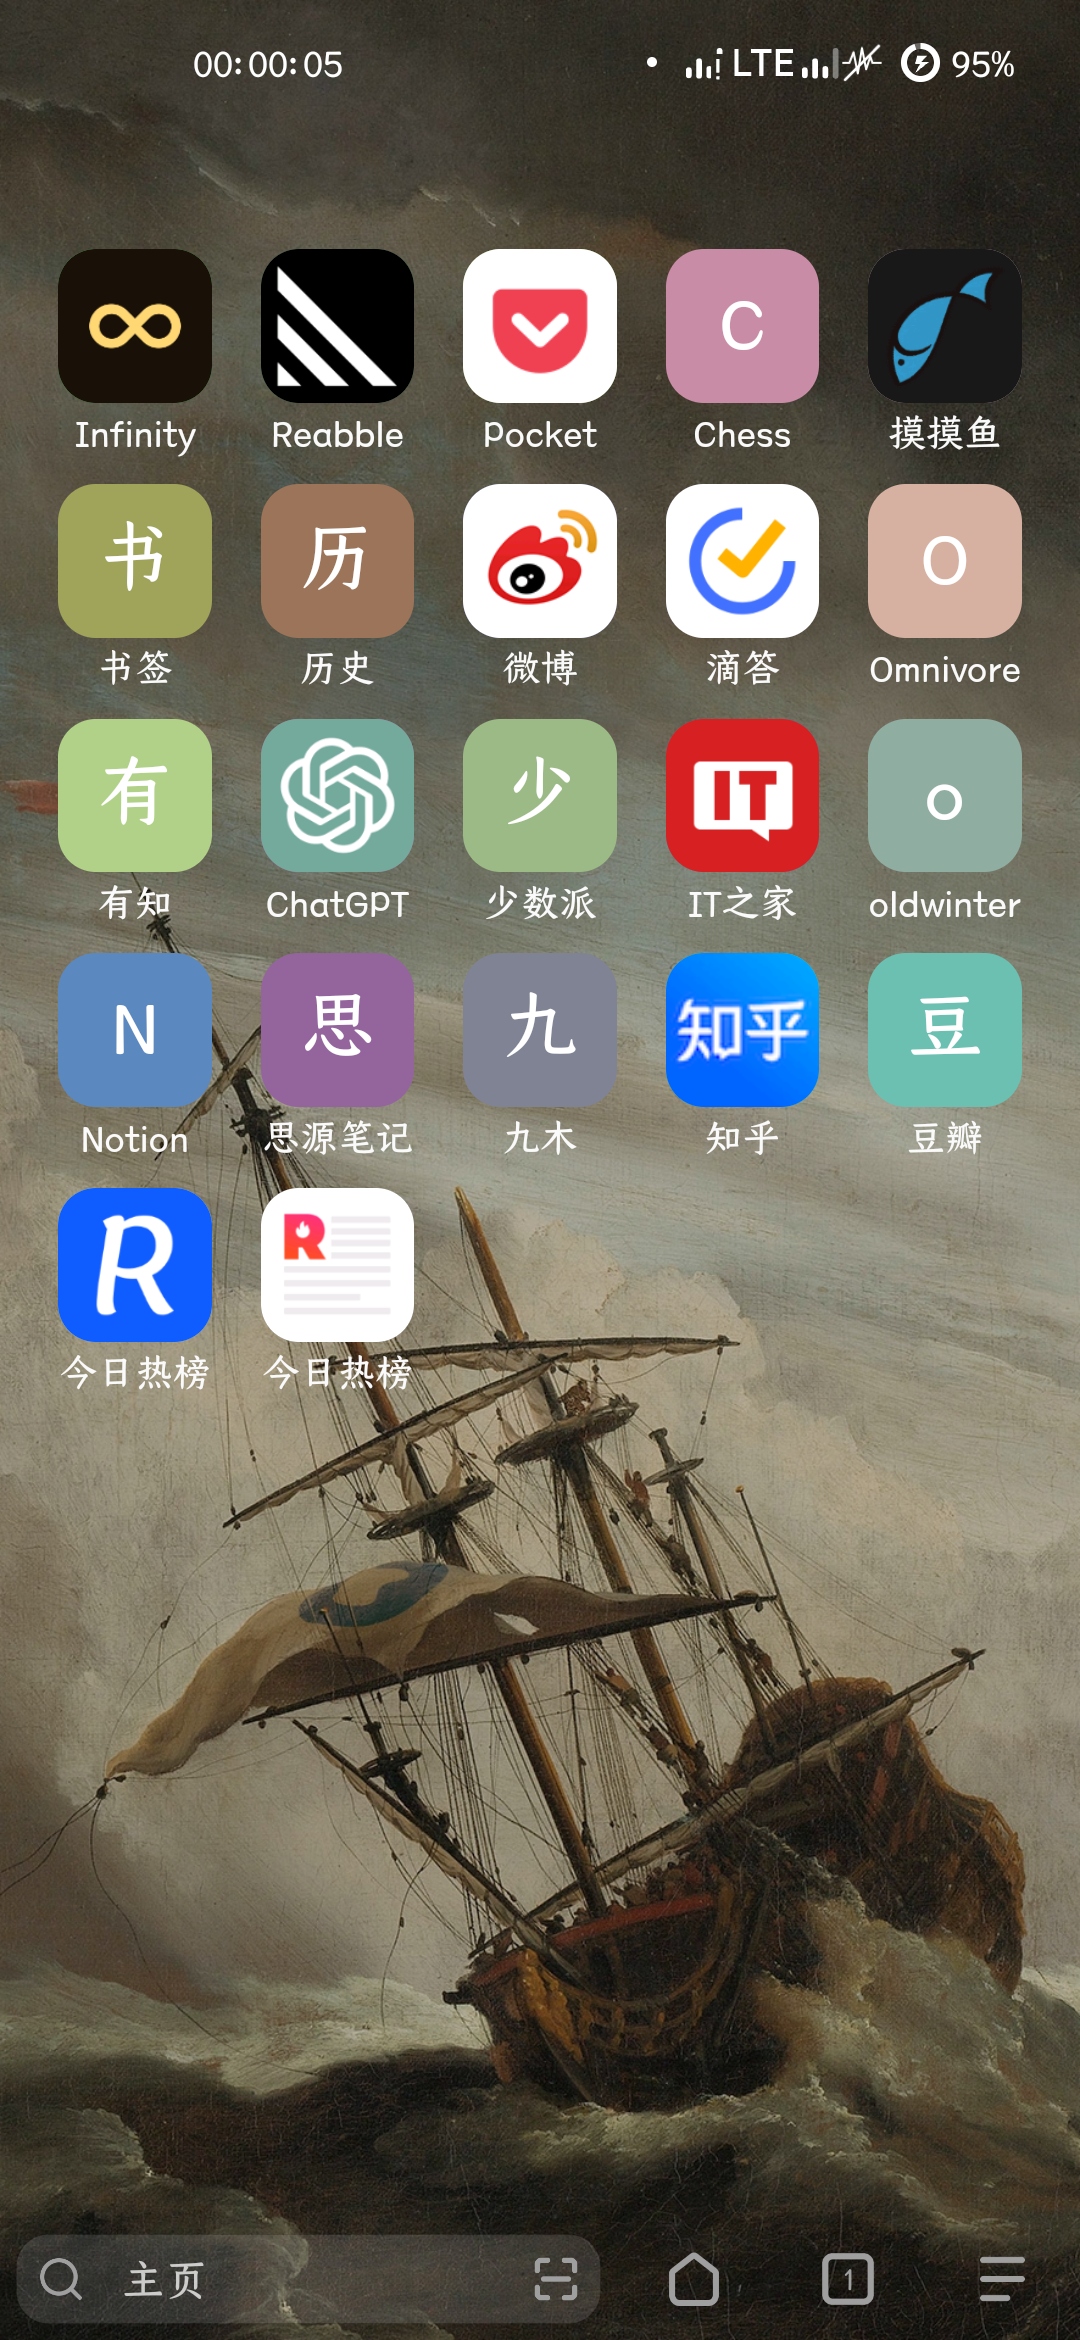 00:00:05 LTE 95%
C
Infinity Reabble Pocket Chess 摸摸鱼
书 历 O
书签 历史 微博 滴答 Omnivore
有 少 IT o
有知 ChatGPT 少数派 IT之家 oldwinter
N 思 九 知乎 豆
Notion 思源笔记 九木 知乎 豆瓣
R R
今日热榜 今日热榜
主页 1